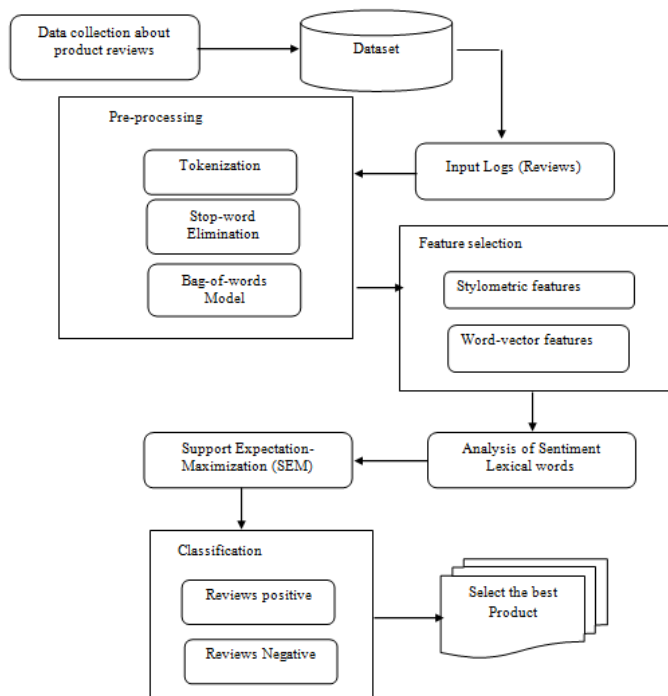 Data collection about
product reviews
Dataset
Pre-processing
Tokenization
Stop-word
Elimination
Bag-of-words
Model
Input Logs (Reviews)
Feature selection
Stylometric features
Word-vector features
Analysis of Sentiment
Lexical words
Support Expectation-
Maximization (SEM)
Classification
Reviews positive
Reviews Negative
Select the best
Product